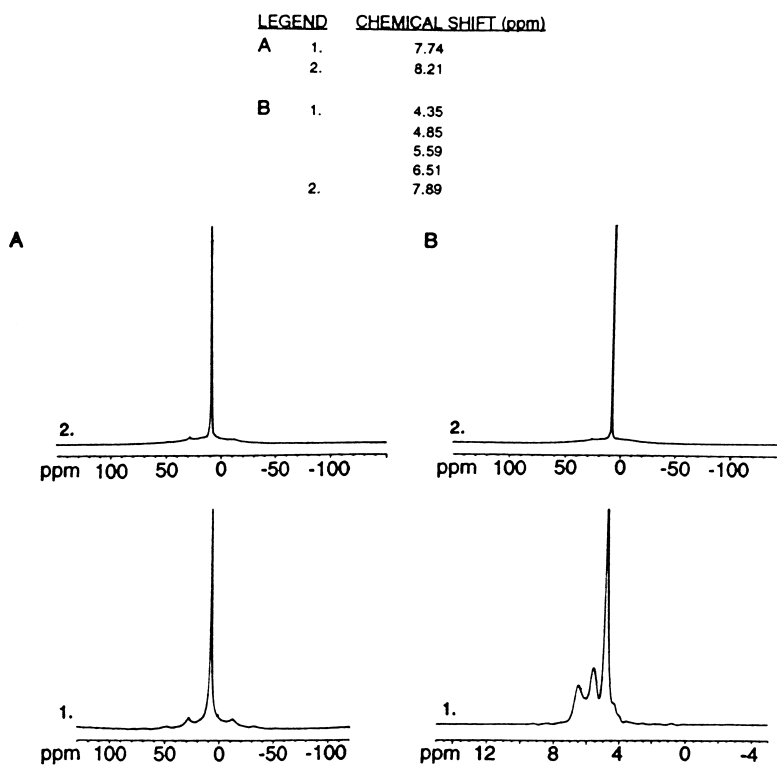 LEGEND CHEMICAL SHIFT (ppm)
A 1. 7.74
2. 8.21
B 1. 4.35
4.85
5.59
6.51
2. 7.89
A B
2. 2.
ppm 100 50 0 -50 -100 ppm 100 50 0 -50 -100
1. 1.
ppm 100 50 0 -50 -100 ppm 12 8 4 0 -4